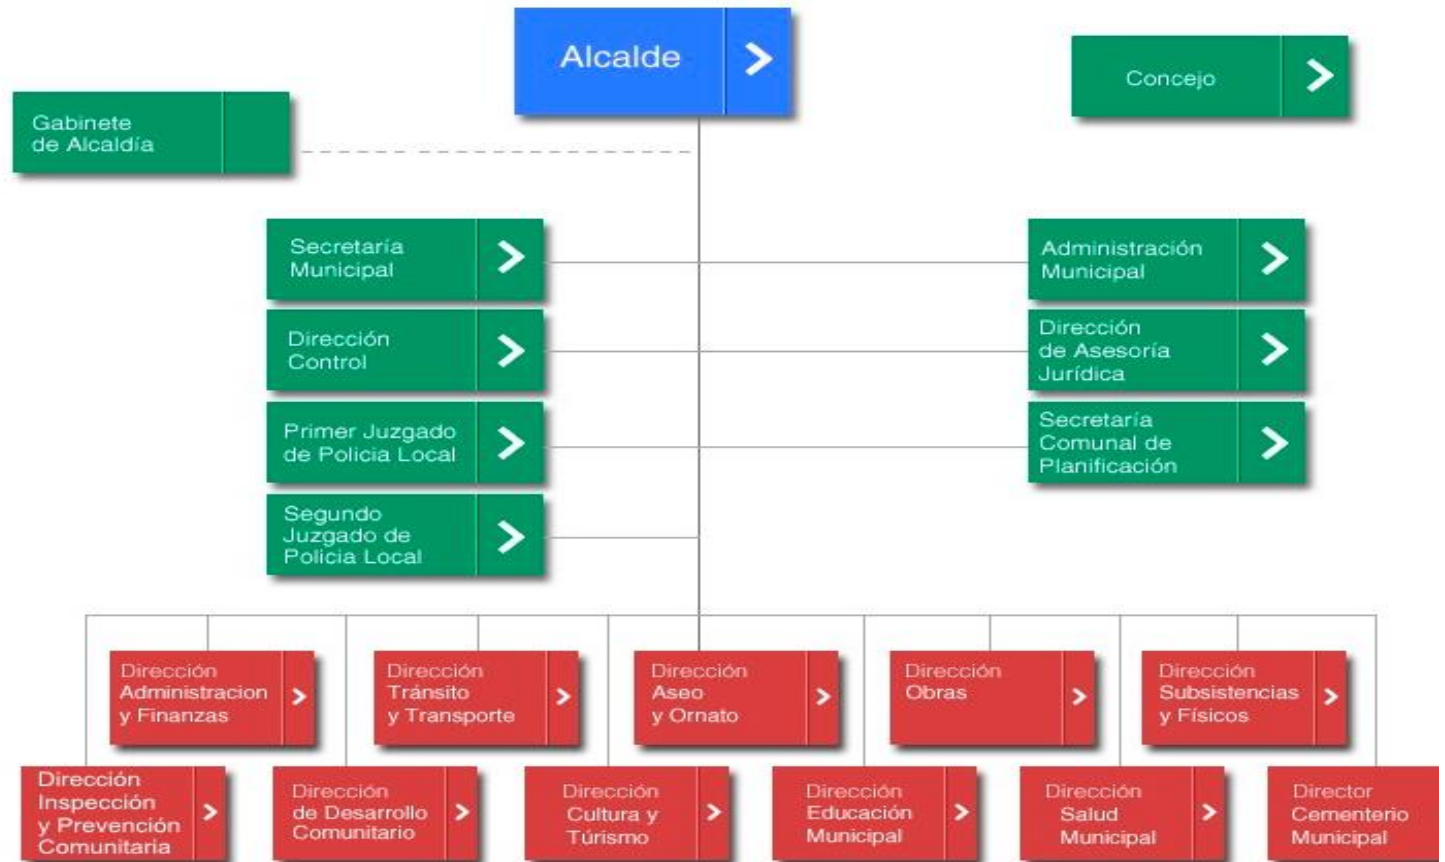 Alcalde
Concejo
Gabinete
de Alcaldía
Secretaría
Municipal
Administración
Municipal
Dirección
Control
Dirección
de Asesoría
Jurídica
Primer Juzgado
de Policia Local
Secretaría
Comunal de
Planificación
Segundo
Juzgado de
Policia Local
Dirección
Administracion
y Finanzas
Dirección
Tránsito
y Transporte
Dirección
Aseo
y Ornato
Dirección
Obras
Dirección
Subsistencias
y Físicos
Dirección
Inspección
y Prevención
Comunitaria
Dirección
de Desarrollo
Comunitario
Dirección
Cultura y
Túrismo
Dirección
Educación
Municipal
Dirección
Salud
Municipal
Director
Cementerio
Municipal